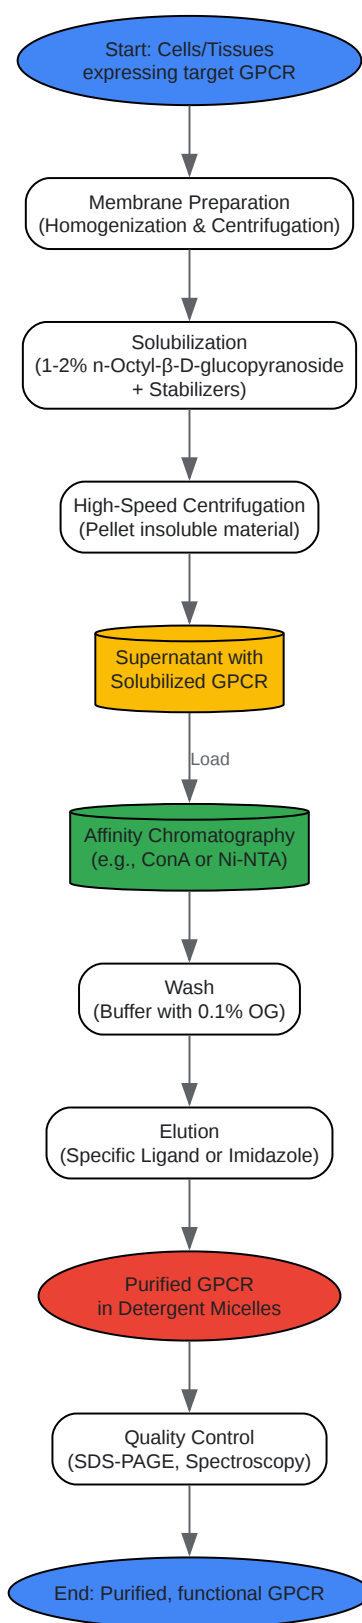 Start: Cells/Tissues
expressing target GPCR
Membrane Preparation
(Homogenization & Centrifugation)
Solubilization
(1-2% n-Octyl-β-D-glucopyranoside
+ Stabilizers)
High-Speed Centrifugation
(Pellet insoluble material)
Supernatant with
Solubilized GPCR
Load
Affinity Chromatography
(e.g., ConA or Ni-NTA)
Wash
(Buffer with 0.1% OG)
Elution
(Specific Ligand or Imidazole)
Purified GPCR
in Detergent Micelles
Quality Control
(SDS-PAGE, Spectroscopy)
End: Purified, functional GPCR